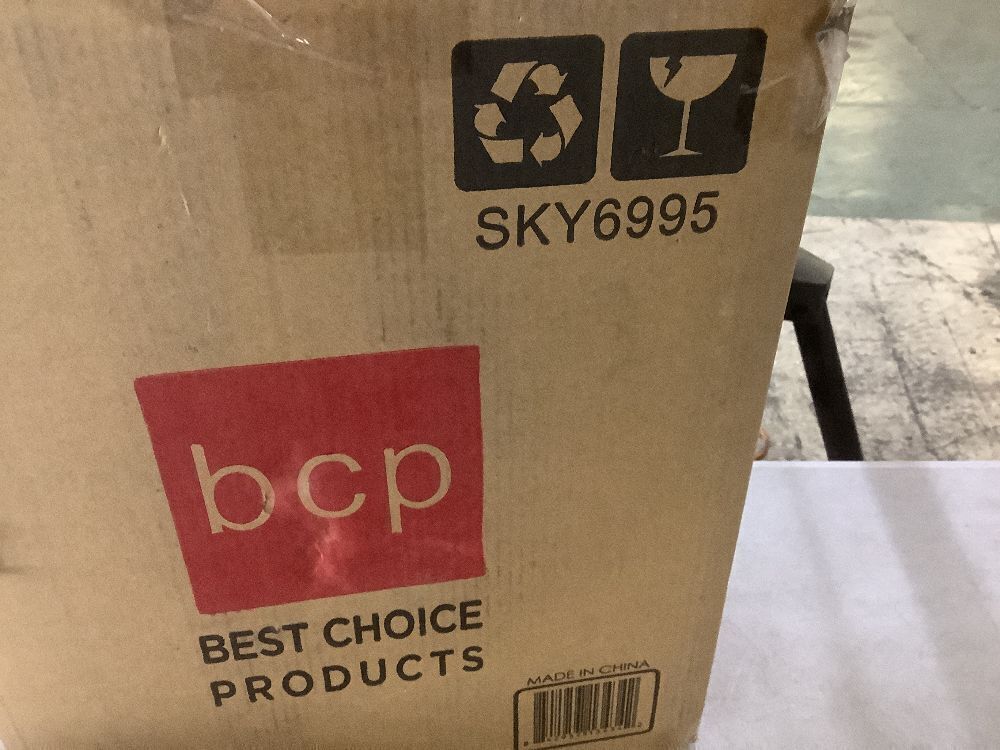 SKY6995
bcp
BEST CHOICE
PRODUCTS
MADE IN CHINA